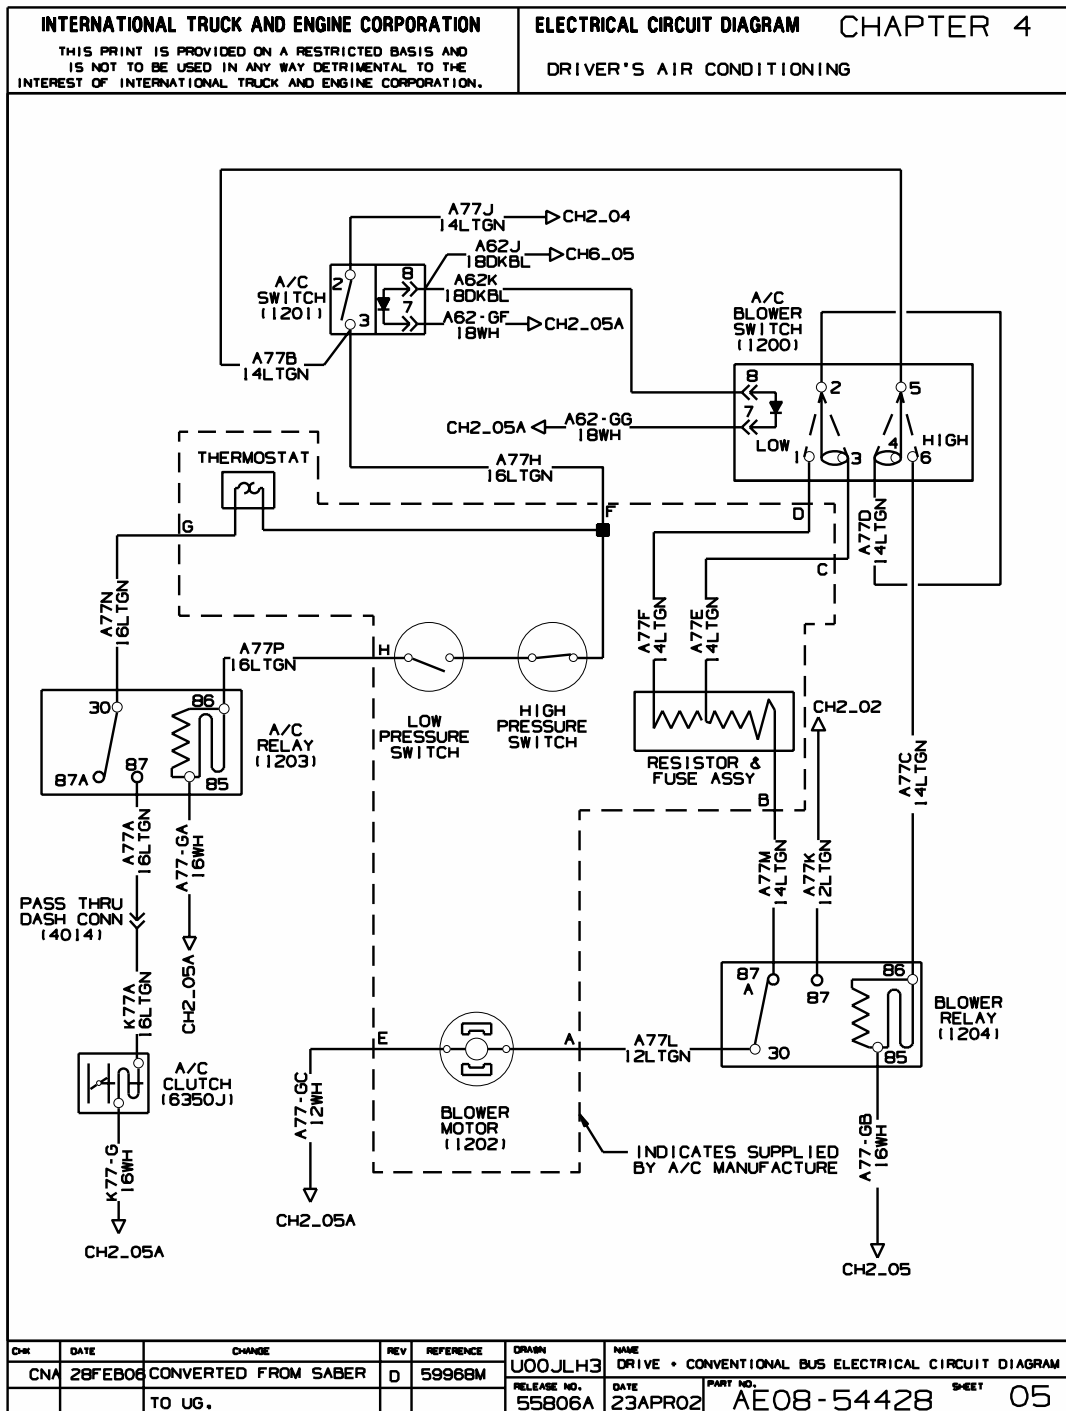 INTERNATIONAL TRUCK AND ENGINE CORPORATION
THIS PRINT IS PROVIDED ON A RESTRICTED BASIS AND
IS NOT TO BE USED IN ANY WAY DETRIMENTAL TO THE
INTEREST OF INTERNATIONAL TRUCK AND ENGINE CORPORATION.
ELECTRICAL CIRCUIT DIAGRAM CHAPTER 4
DRIVER'S AIR CONDITIONING
A77J
14LTGN
CH2_04
A62J
18DKBL
CH6_05
A/C
SWITCH
(1201)
2
3
8
7
A62K
18DKBL
A62-GF
18WH
CH2_05A
A77B
14LTGN
A/C
BLOWER
SWITCH
(1200)
8
7
2
5
LOW
HIGH
1
3
4
6
CH2_05A
A62-GG
18WH
THERMOSTAT
A77H
16LTGN
F
G
D
C
A77D
14LTGN
A77N
16LTGN
A77F
14LTGN
A77E
14LTGN
A77P
16LTGN
H
30
86
87A
87
85
A/C
RELAY
(1203)
LOW
PRESSURE
SWITCH
HIGH
PRESSURE
SWITCH
RESISTOR &
FUSE ASSY
CH2_02
B
A77C
14LTGN
A77A
16LTGN
A77-GA
16WH
A77M
14LTGN
A77K
12LTGN
PASS THRU
DASH CONN
(4014)
CH2_05A
K77A
16LTGN
87
A
87
86
30
85
BLOWER
RELAY
(1204)
E
A
A77L
12LTGN
A/C
CLUTCH
(6350J)
A77-GC
12WH
BLOWER
MOTOR
(1202)
INDICATES SUPPLIED
BY A/C MANUFACTURE
A77-GB
16WH
K77-G
16WH
CH2_05A
CH2_05A
CH2_05
CHK DATE CHANGE REV REFERENCE
CNA 28FEB06 CONVERTED FROM SABER D 59968M
TO UG.
DRAWN
U00JLH3
NAME
DRIVE + CONVENTIONAL BUS ELECTRICAL CIRCUIT DIAGRAM
RELEASE NO.
55806A
DATE
23APR02
PART NO.
AE08-54428
SHEET 05